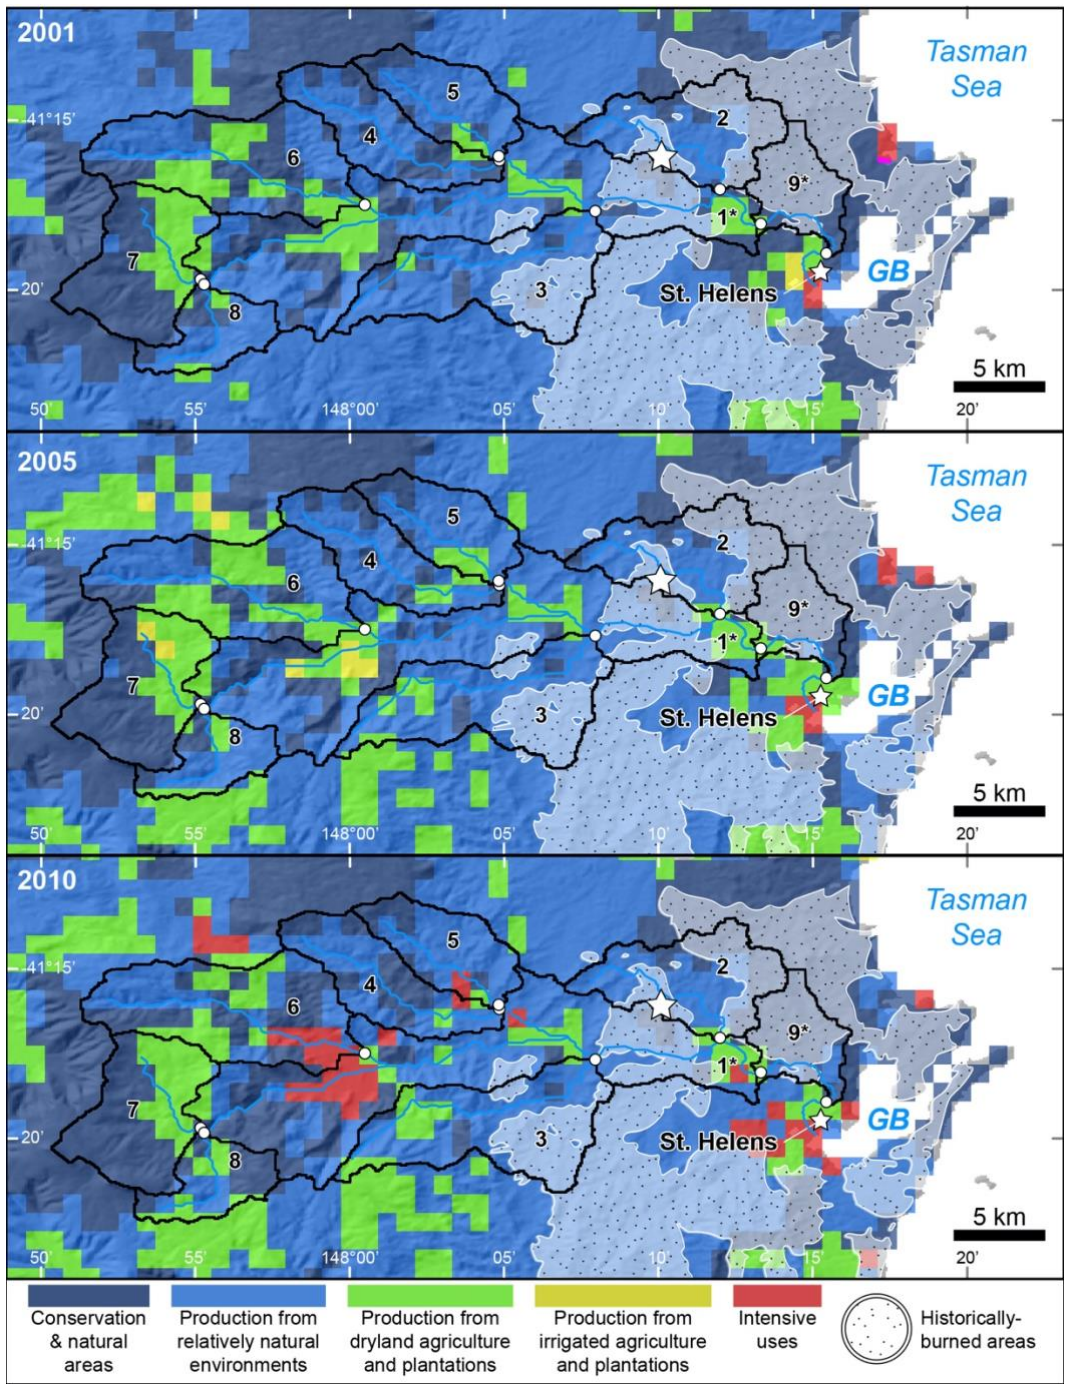 2001
Tasman
Sea
5
2
41°15'
4
6
9*
1*
7
GB
20'
3
St. Helens
8
5 km
50'
55'
148°00'
05'
10'
15'
20'
2005
Tasman
Sea
5
2
41°15'
4
6
9*
1*
7
GB
20'
3
St. Helens
8
5 km
50'
55'
148°00'
05'
10'
15'
20'
2010
Tasman
Sea
5
2
41°15'
4
6
9*
1*
7
GB
20'
3
St. Helens
8
5 km
50'
55'
148°00'
05'
10'
15'
20'
Conservation
& natural
areas
Production from
relatively natural
environments
Production from
dryland agriculture
and plantations
Production from
irrigated agriculture
and plantations
Intensive
uses
Historically-
burned areas